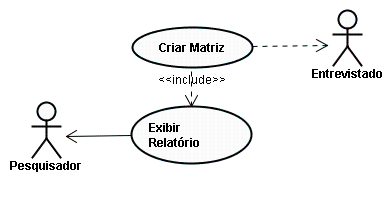 Criar Matriz
Entrevistado
<<include>>
Exibir
Relatório
Pesquisador